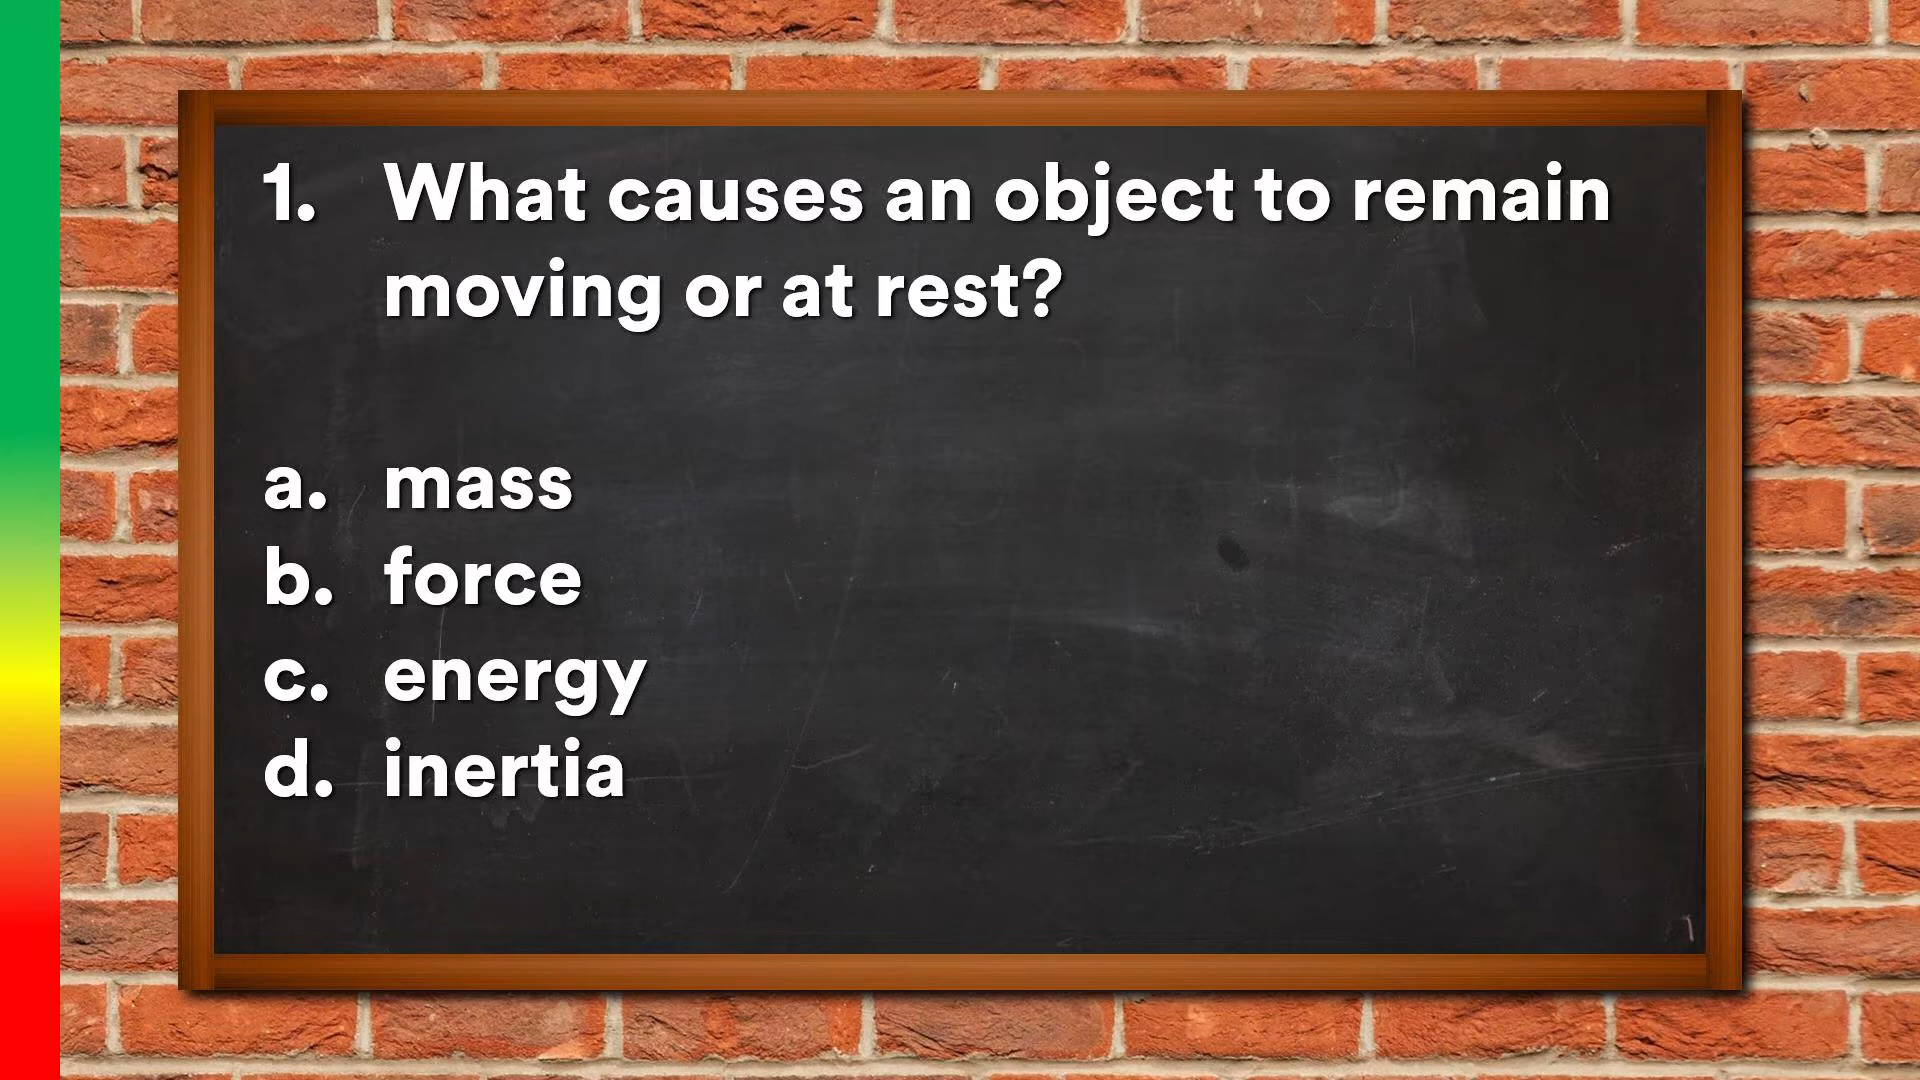 1. What causes an object to remain
moving or at rest?
a. mass
b. force
c. energy
d. inertia